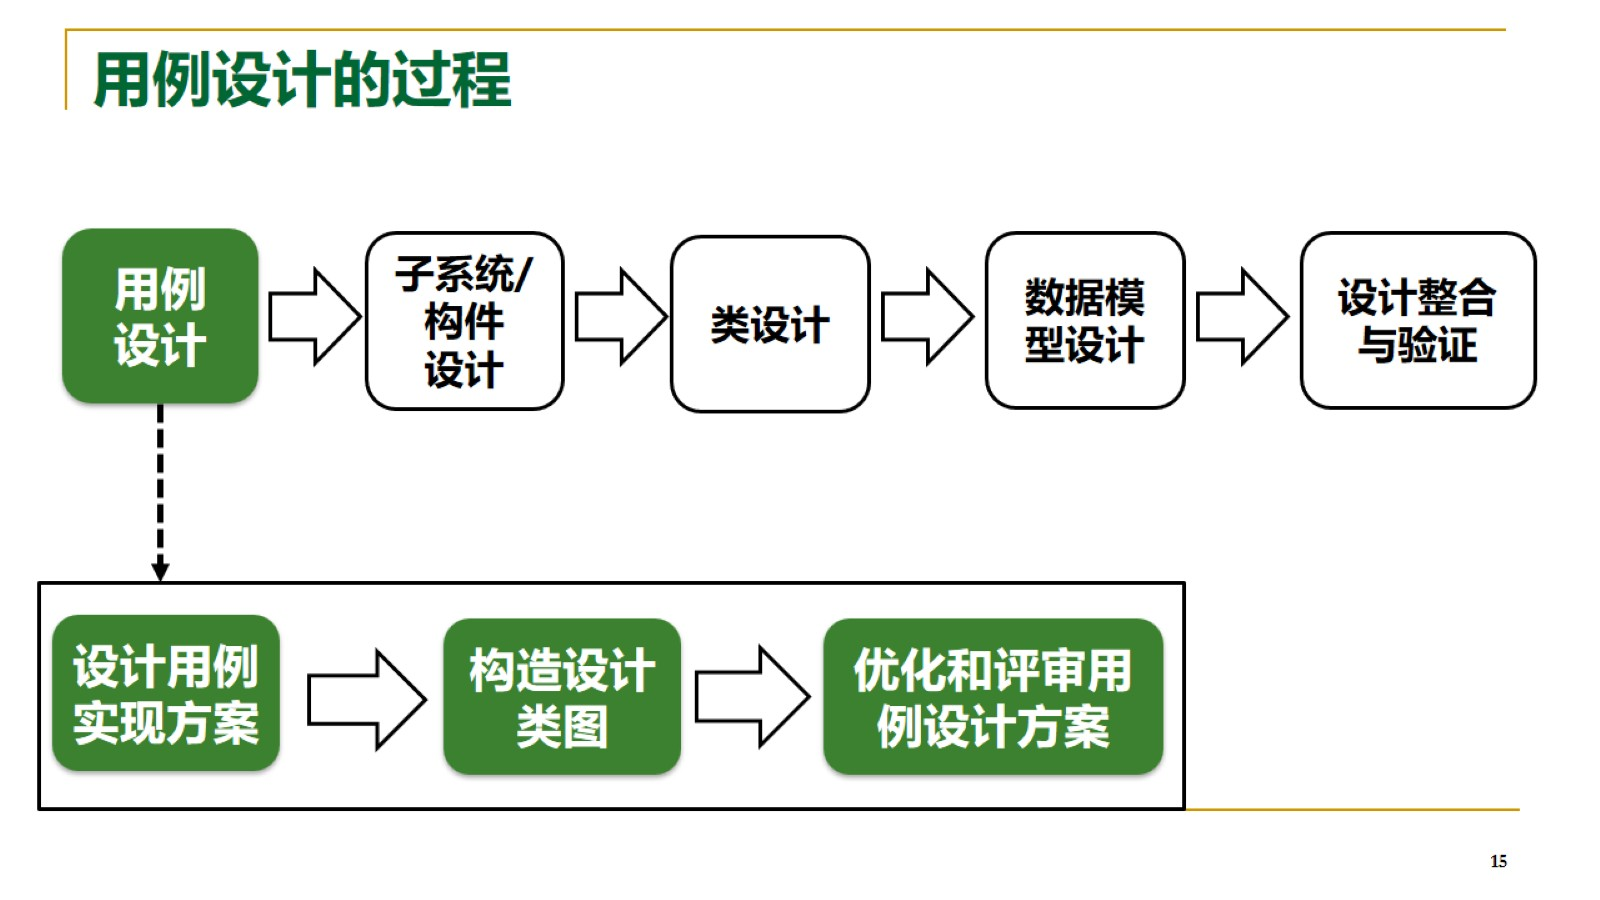 用例设计的过程
用例
设计
子系统/
构件
设计
类设计
数据模
型设计
设计整合
与验证
设计用例
实现方案
构造设计
类图
优化和评审用
例设计方案
15